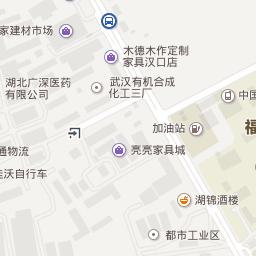 家建材市场
木德木作定制
家具汉口店
湖北广深医药
有限公司
武汉有机合成
化工三厂
中国
加油站
福
通物流
亮亮家具城
佳沃自行车
湖锦酒楼
都市工业区